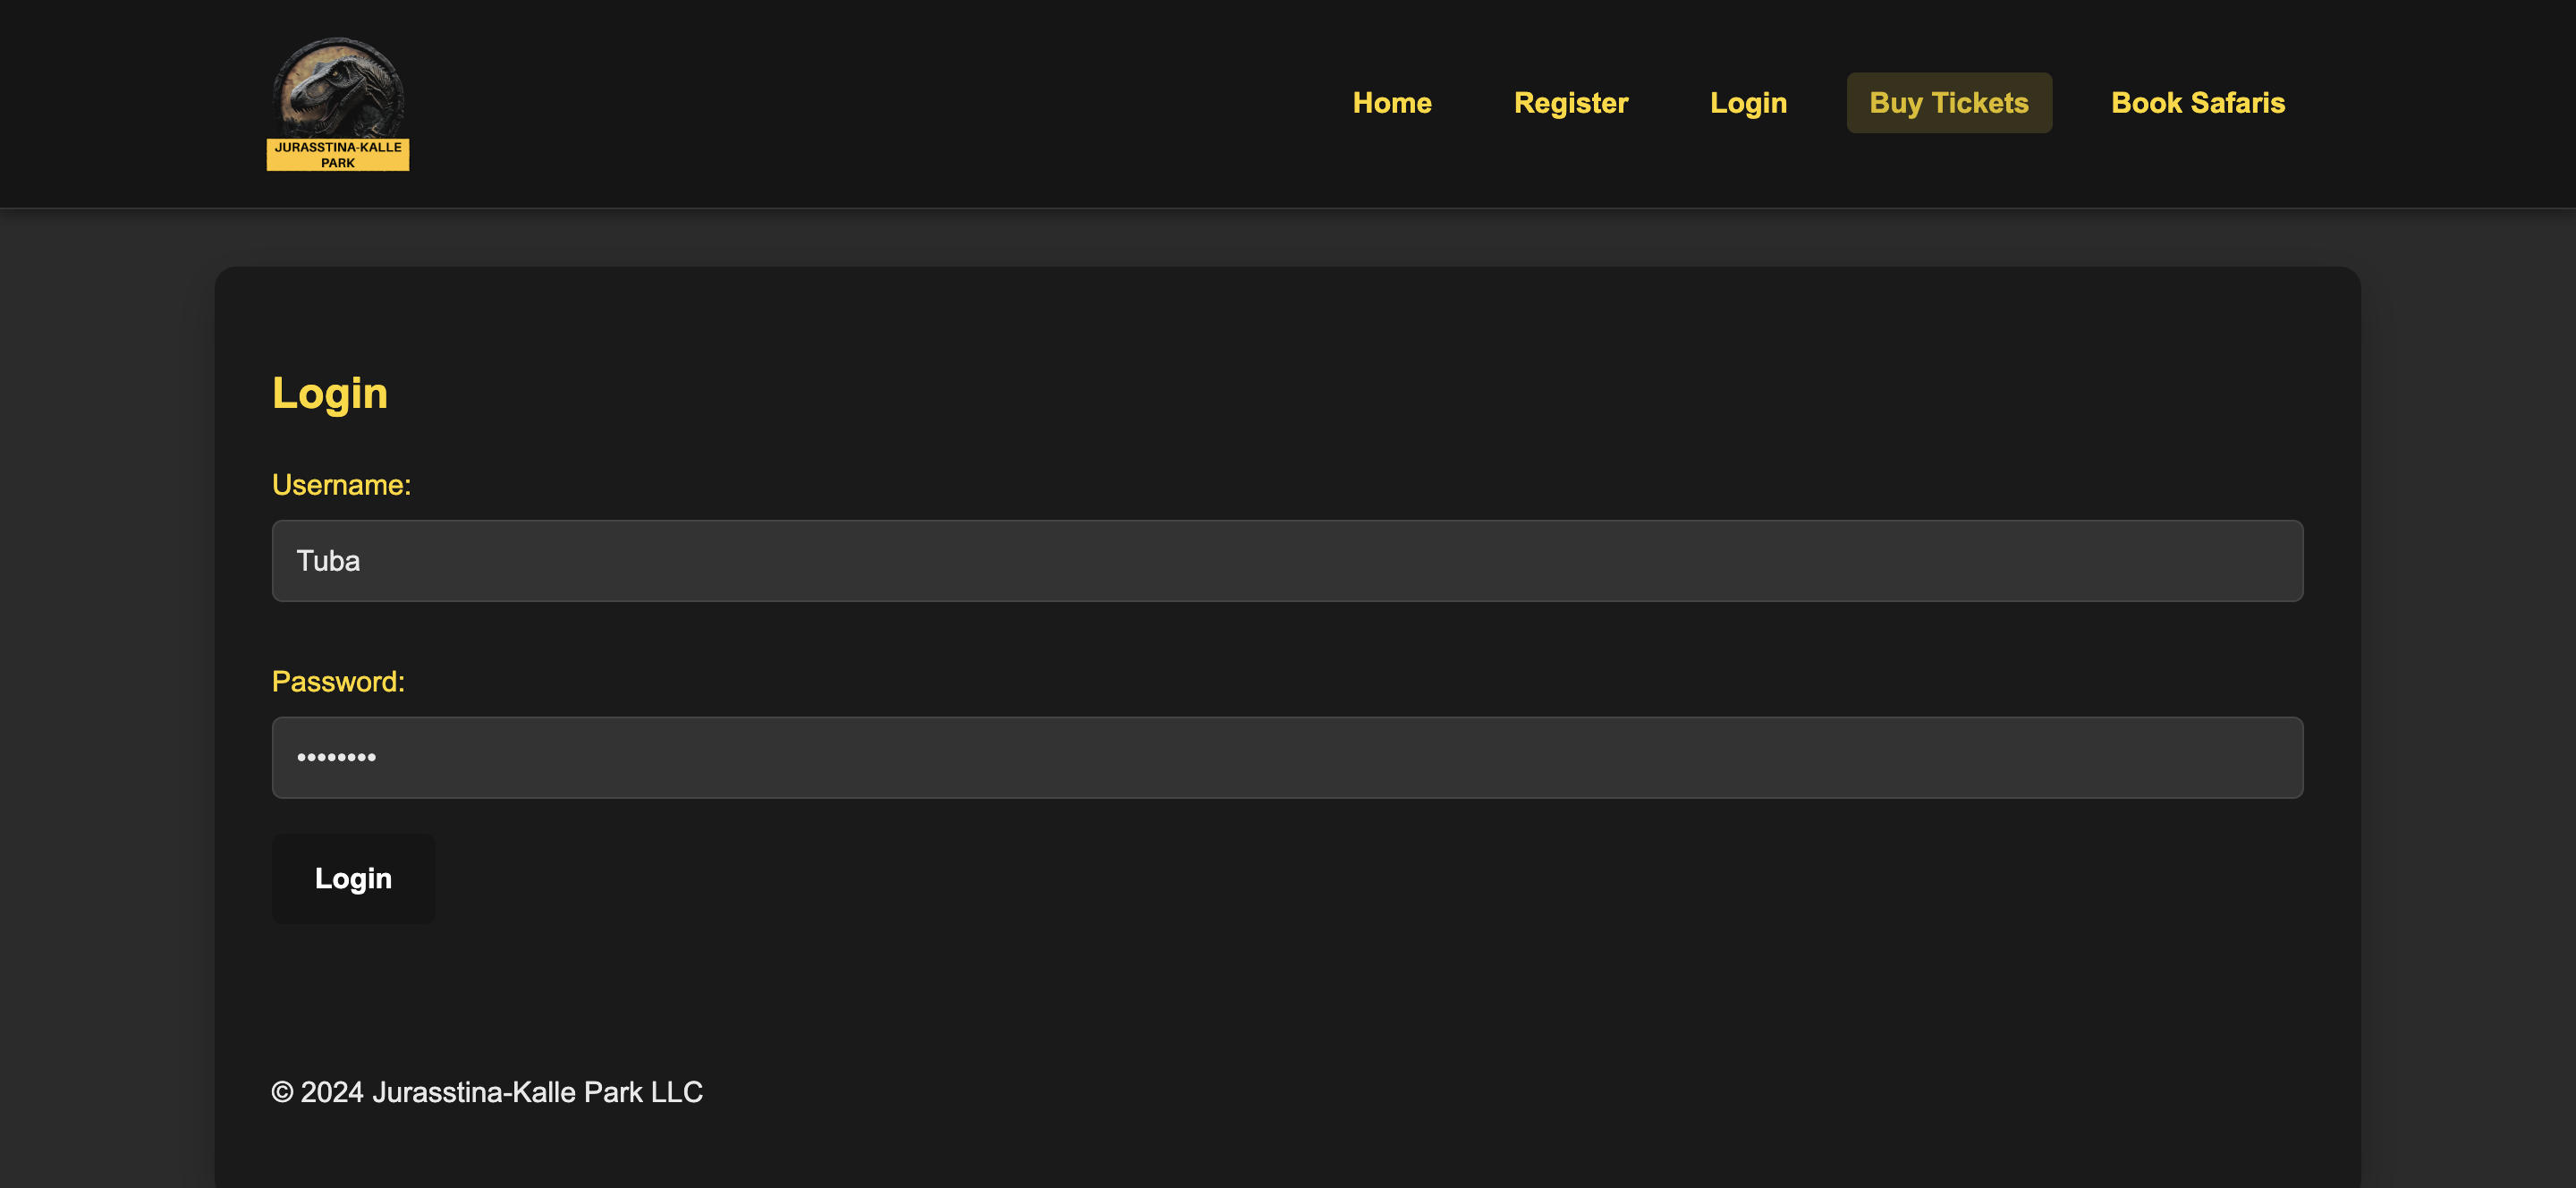 JURASSTINA-KALLE
PARK
Home Register Login Buy Tickets Book Safaris
Login
Username:
Tuba
Password:
••••••••
Login
© 2024 Jurasstina-Kalle Park LLC